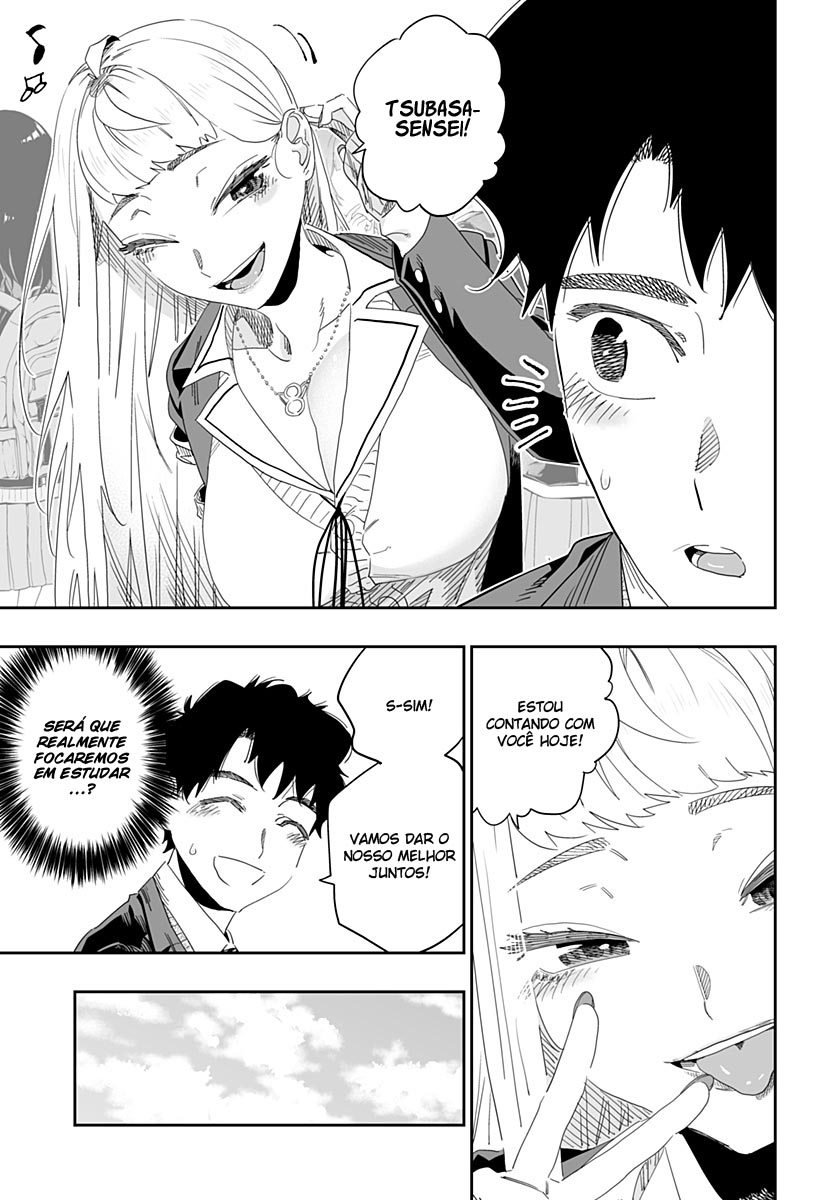 TSUBASA-
SENSEI!
ESTOU
CONTANDO COM
VOCÊ HOJE!
S-SIM!
VAMOS DAR O
NOSSO MELHOR
JUNTOS!
SERÁ QUE
REALMENTE
FOCAREMOS
EM ESTUDAR
...?